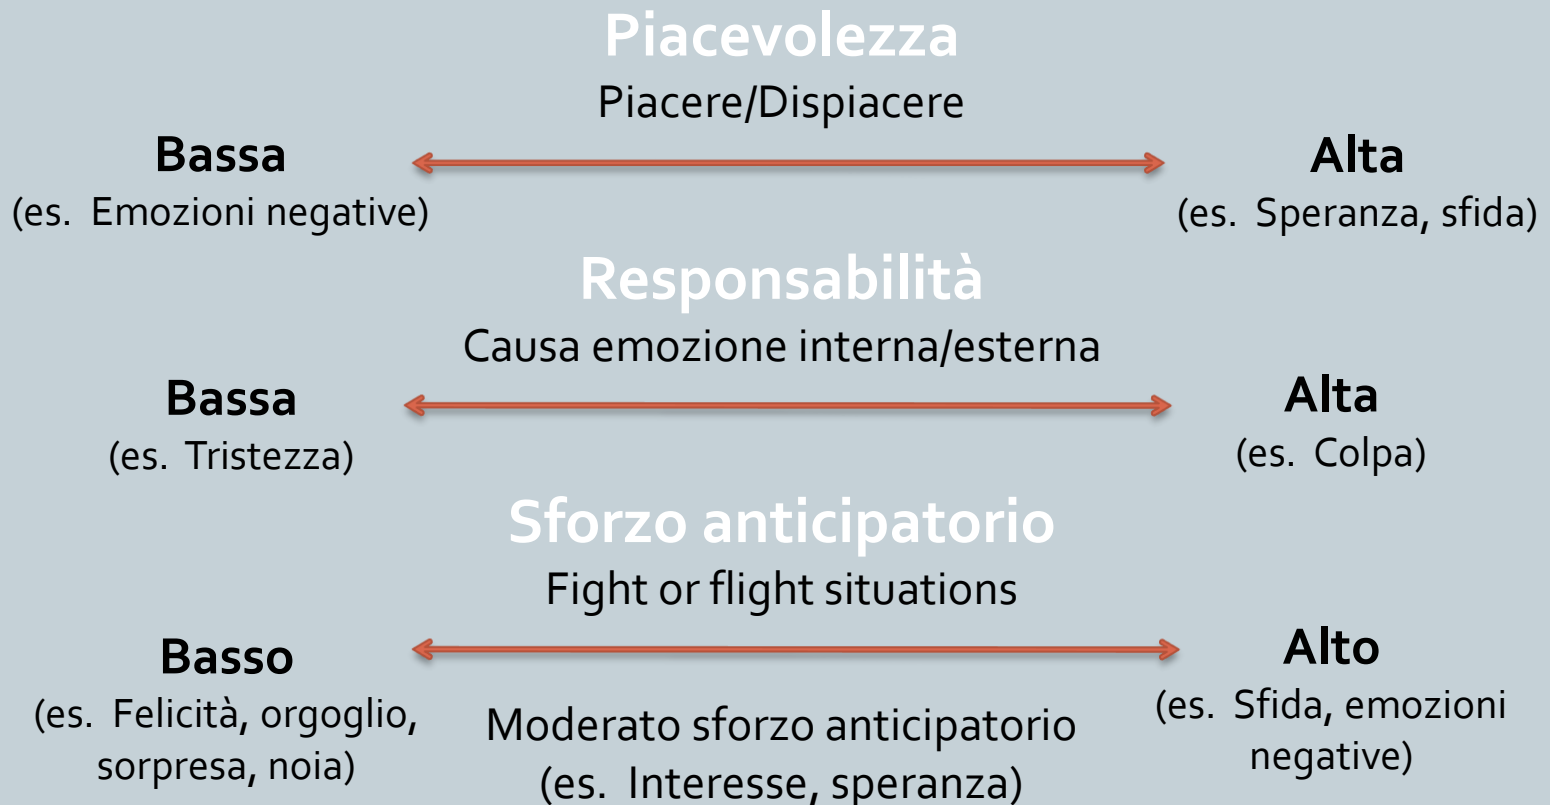 Piacevolezza
Piacere/Dispiacere
Bassa
(es. Emozioni negative)
Alta
(es. Speranza, sfida)
Responsabilità
Causa emozione interna/esterna
Bassa
(es. Tristezza)
Alta
(es. Colpa)
Sforzo anticipatorio
Fight or flight situations
Basso
(es. Felicità, orgoglio,
sorpresa, noia)
Moderato sforzo anticipatorio
(es. Interesse, speranza)
Alto
(es. Sfida, emozioni
negative)